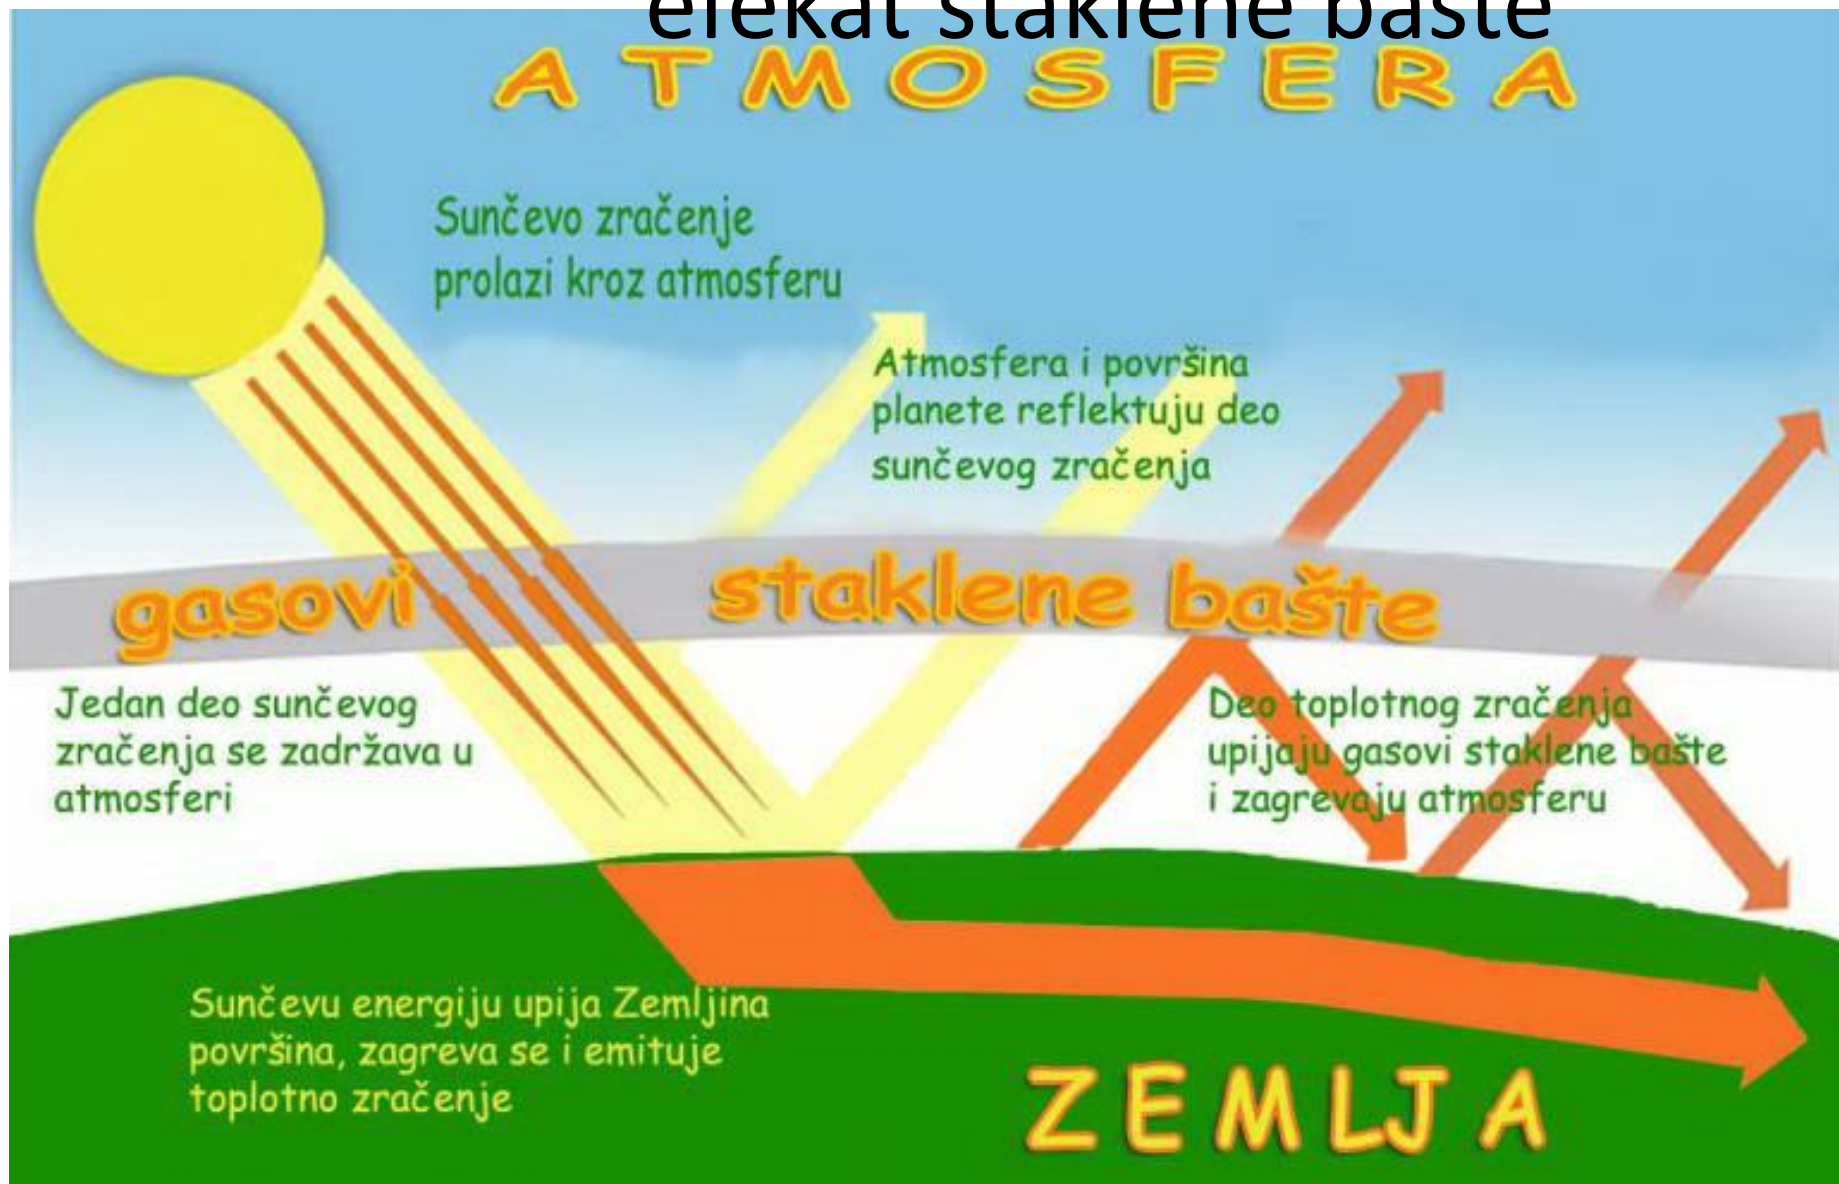 efekat staklene bašte
ATMOSFERA
Sunčevo zračenje
prolazi kroz atmosferu
Atmosfera i površina
planete reflektuju deo
sunčevog zračenja
gasovi staklene bašte
Jedan deo sunčevog
zračenja se zadržava u
atmosferi
Deo toplotnog zračenja
upijaju gasovi staklene bašte
i zagrevaju atmosferu
Sunčevu energiju upija Zemljina
površina, zagreva se i emituje
toplotno zračenje
ZEMLJA